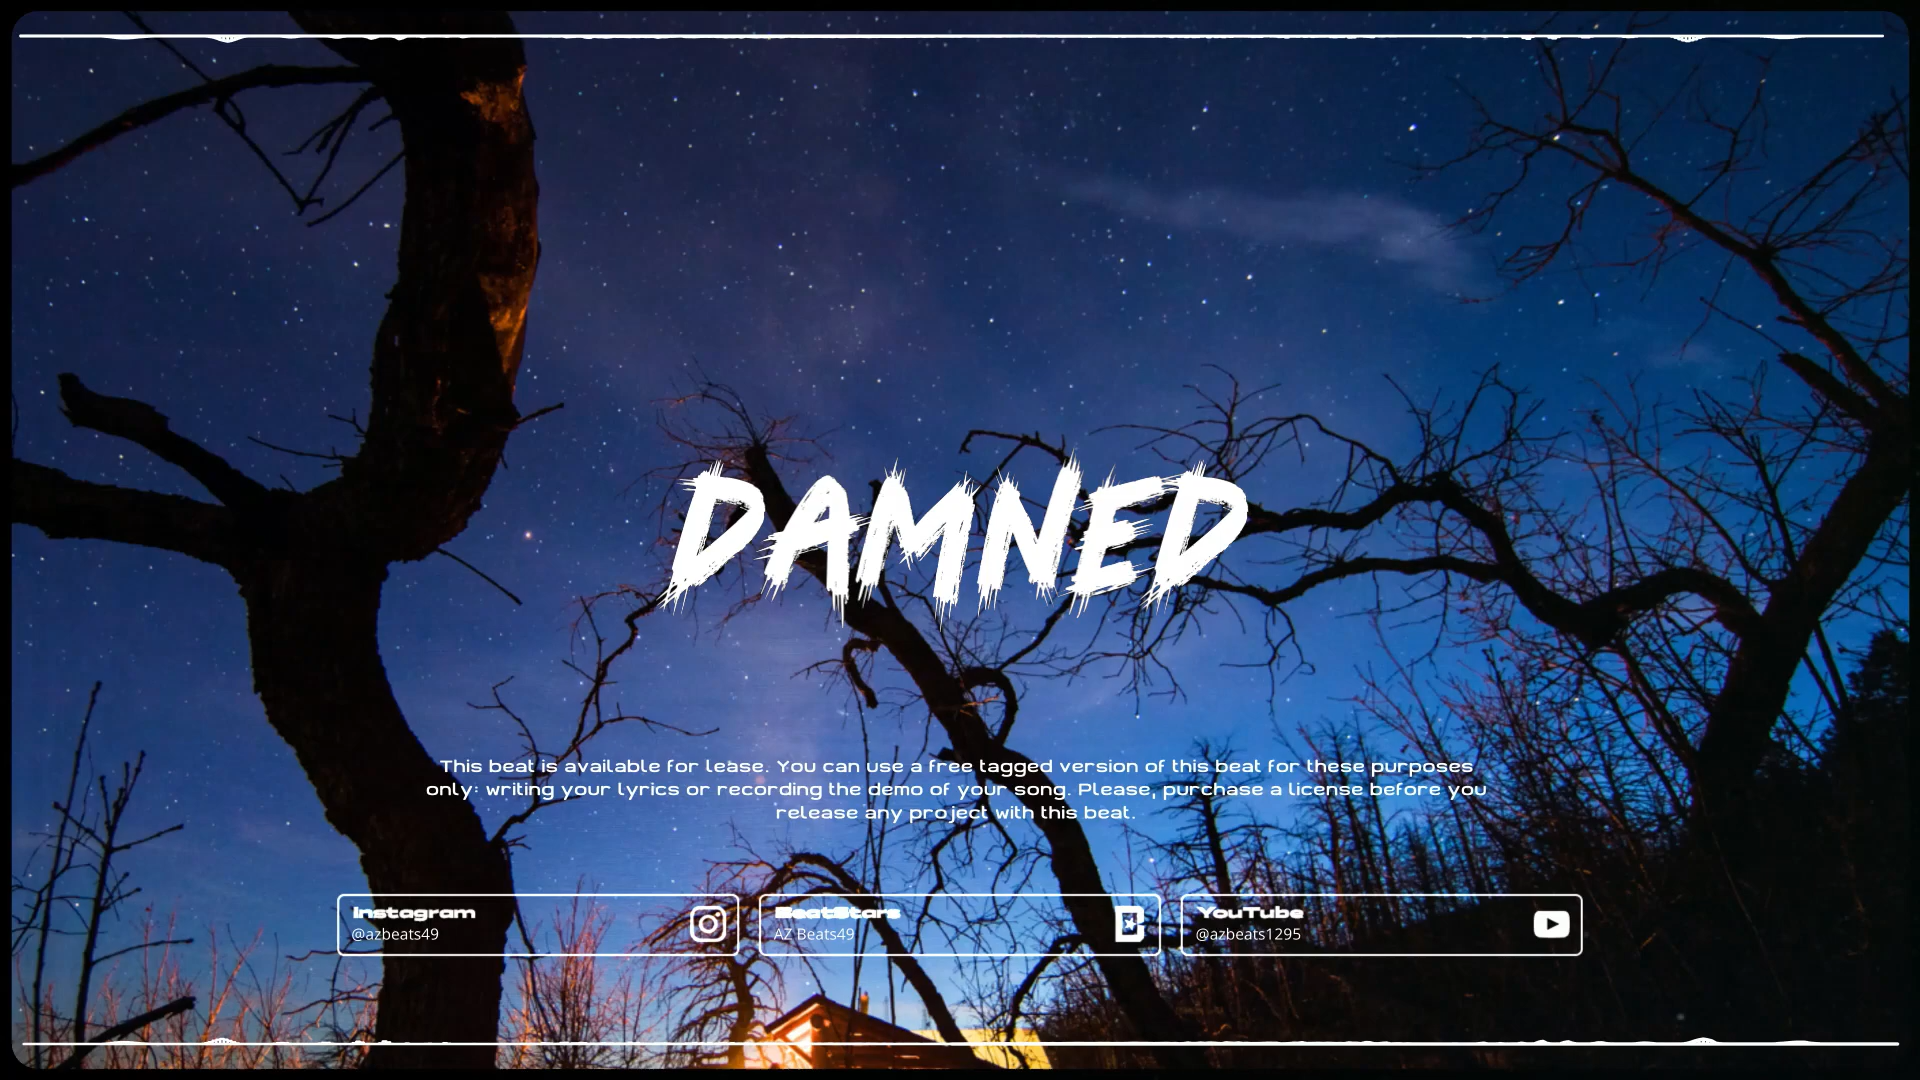 DAMNED
This beat is available for lease. You can use a free tagged version of this beat for these purposes
only: writing your lyrics or recording the demo of your song. Please, purchase a license before you
release any project with this beat.
Instagram
@azbeats49
BeatStars
AZ Beats49
YouTube
@azbeats1295